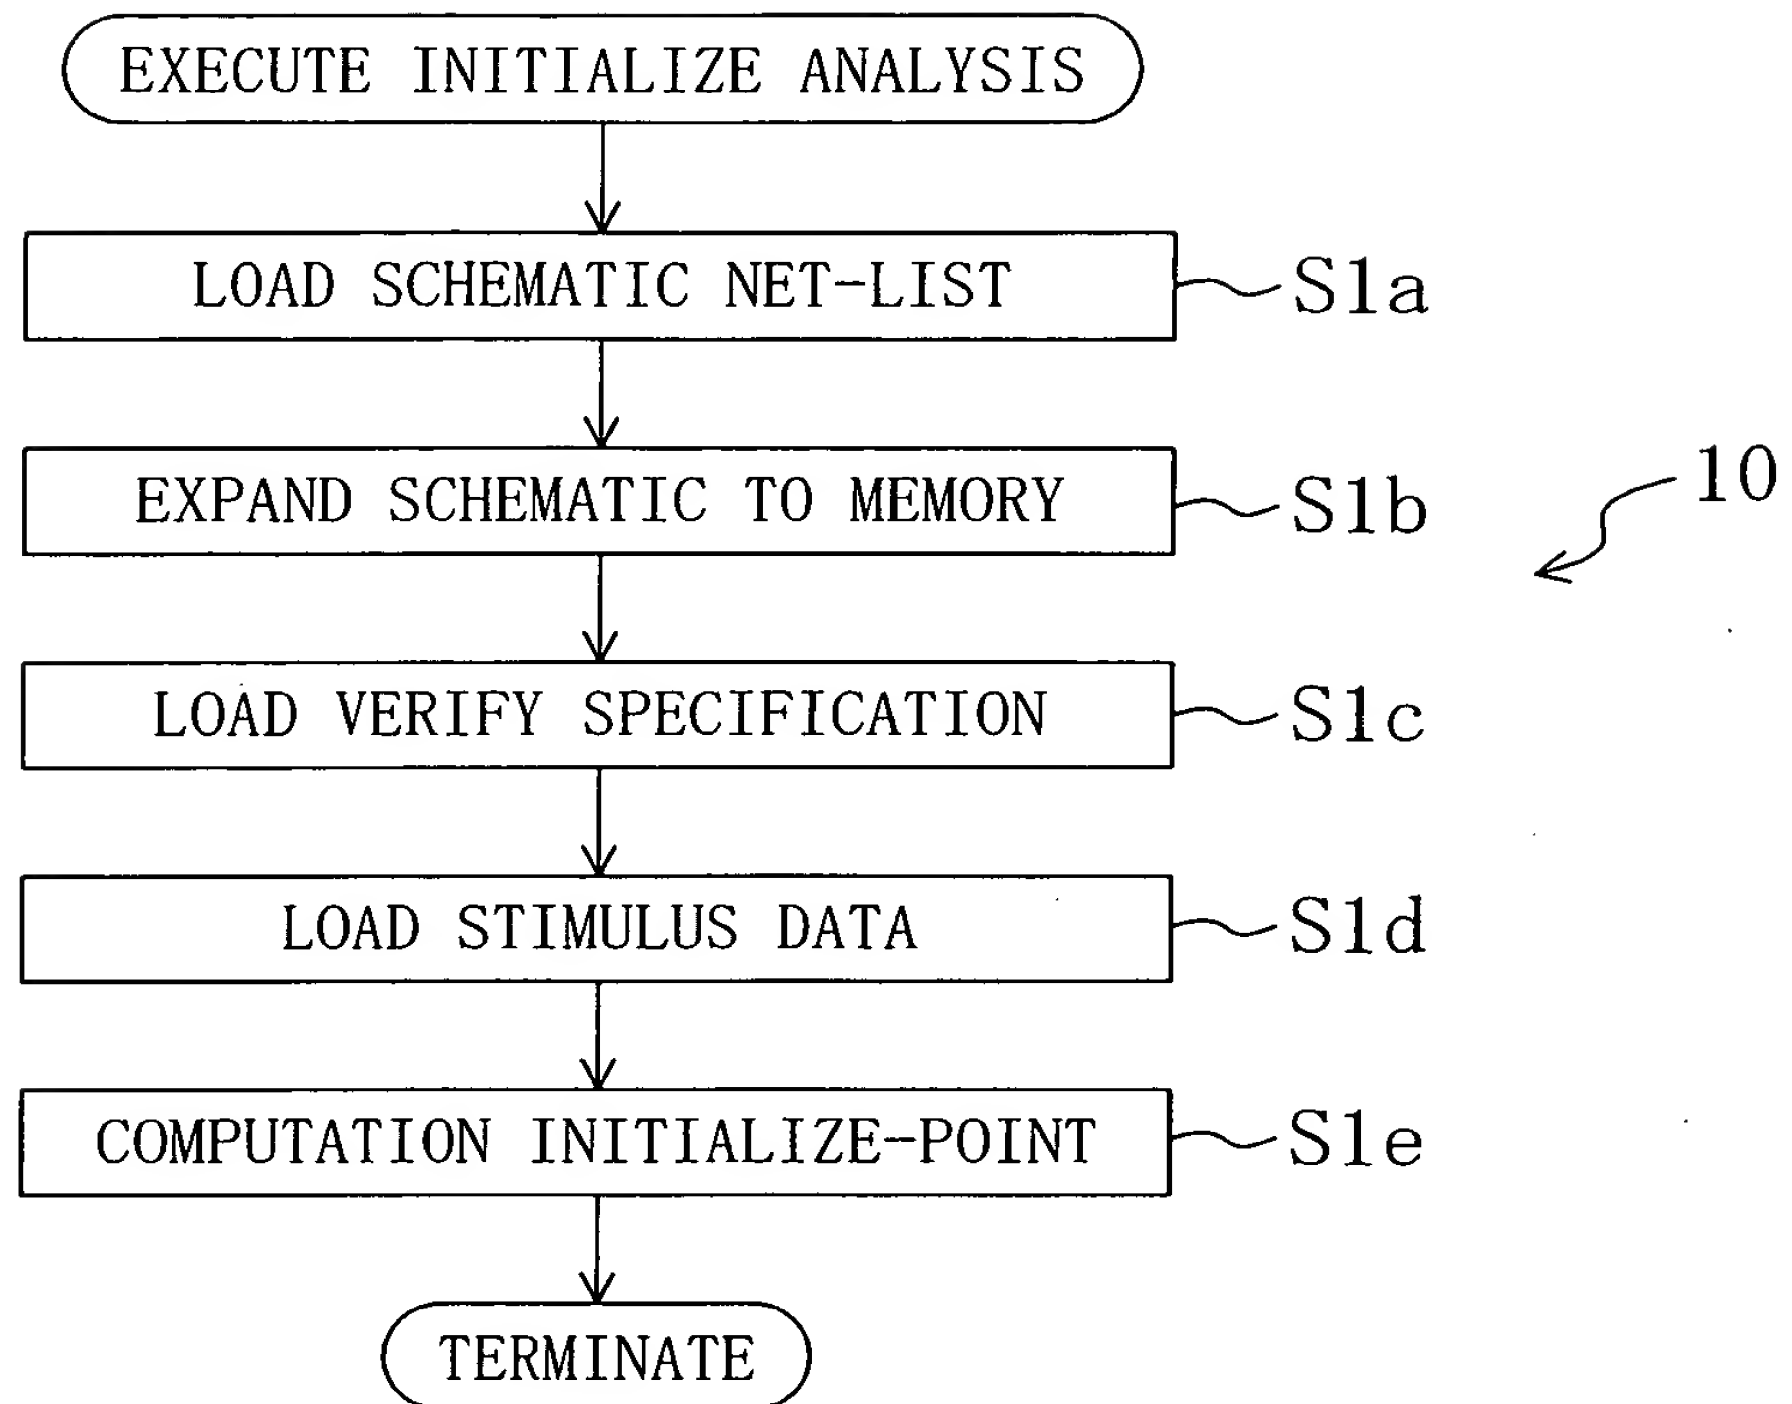 EXECUTE INITIALIZE ANALYSIS
LOAD SCHEMATIC NET-LIST
S1a
EXPAND SCHEMATIC TO MEMORY
S1b
10
LOAD VERIFY SPECIFICATION
S1c
LOAD STIMULUS DATA
S1d
COMPUTATION INITIALIZE-POINT
S1e
TERMINATE